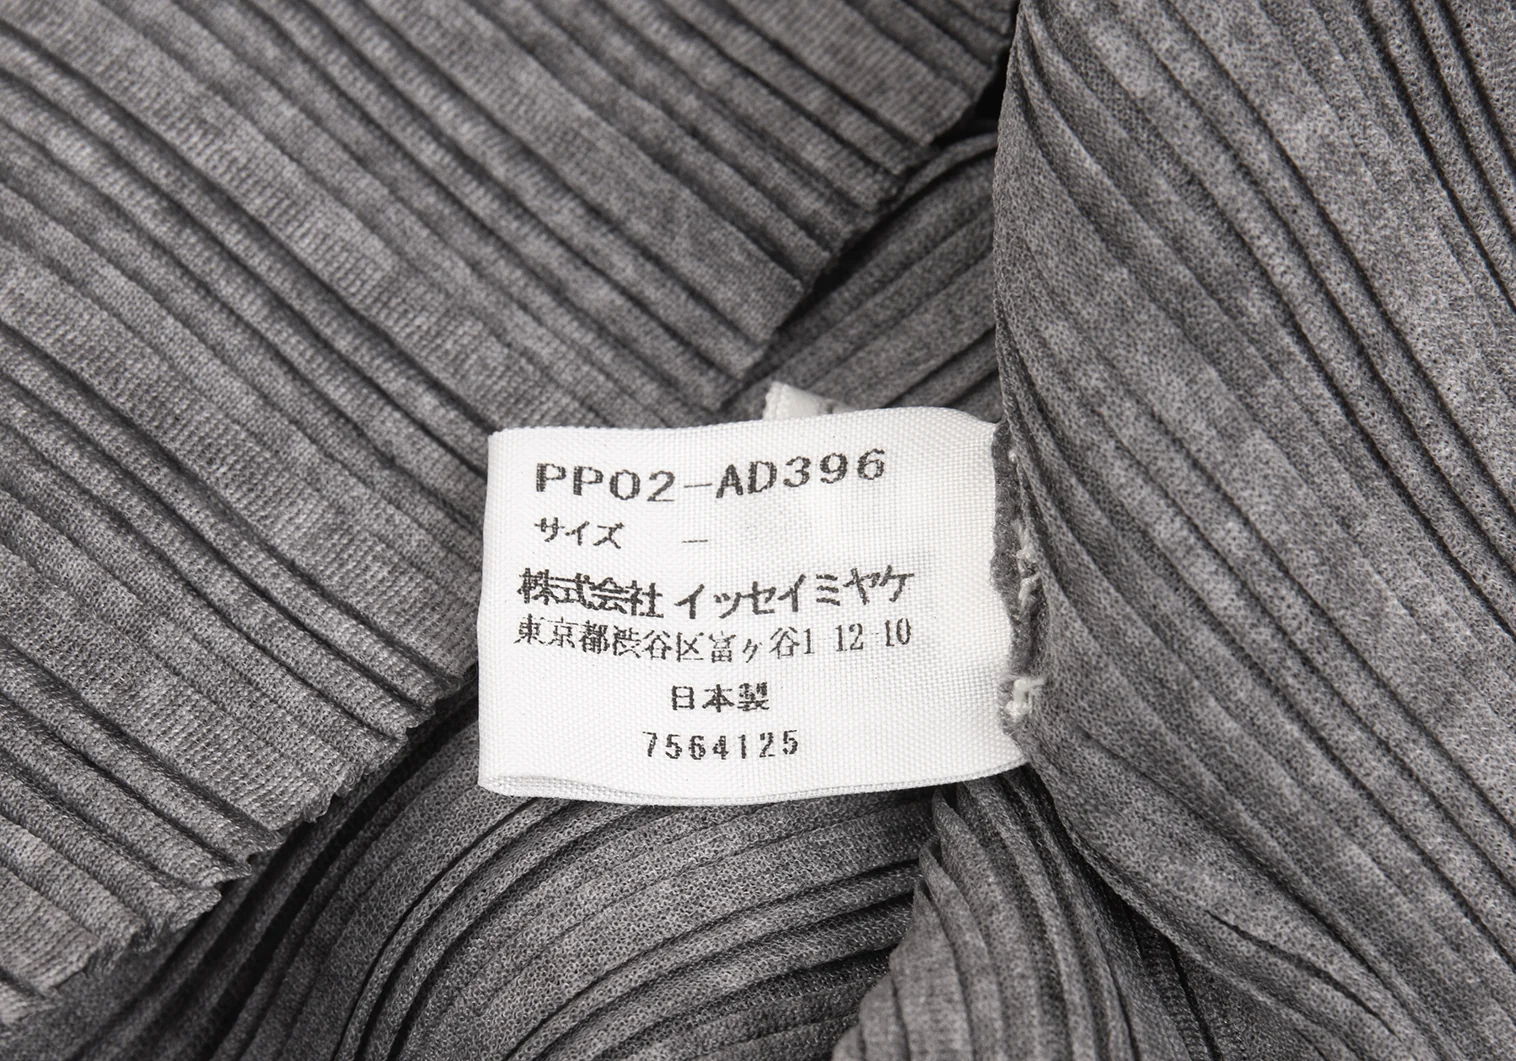 PP02-AD396
サイズ　－
株式会社 イッセイミヤケ
東京都渋谷区富ヶ谷1 12 10
日本製
7564125